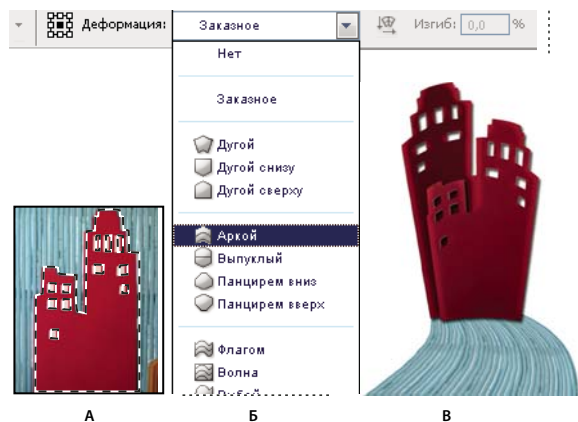 Деформация: Заказное Изгиб: 0,0 %
Нет
Заказное
Дугой
Дугой снизу
Дугой сверху
Аркой
Выпуклый
Панцирем вниз
Панцирем вверх
Флагом
Волна
А Б В